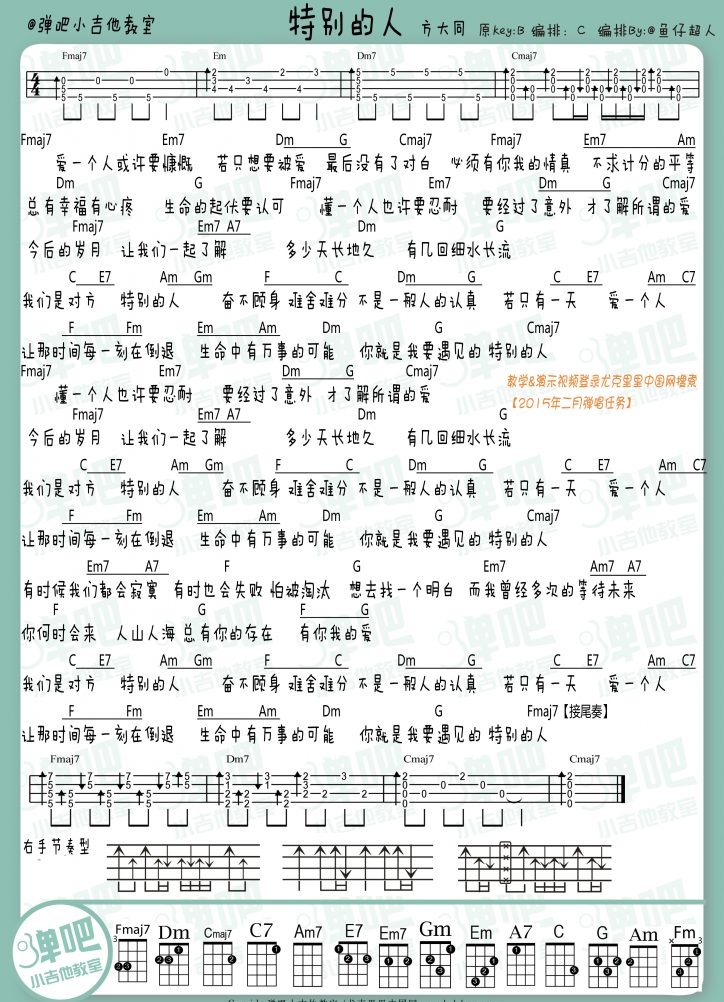 @弹吧小吉他教室 特别的人 方大同 原key:B 编排：C 编排By:@鱼仔超人
Fmaj7 Em Dm7 Cmaj7
Fmaj7 Em7 Dm G Cmaj7 Fmaj7 Em7 Am
爱一个人或许要慷慨 若只想要被爱 最后没有了对白 必须有你我的情真 不求计分的平等
Dm G Fmaj7 Em7 Dm G Cmaj7
总有幸福有心疼 生命的起伏要认可 懂一个人也许要忍耐 要经过了意外 才了解所谓的爱
Fmaj7 Em7 A7 Dm G
今后的岁月 让我们一起了解 多少天长地久 有几回细水长流
C E7 Am Gm F C Dm G C E7 Am C7
我们是对方 特别的人 奋不顾身 难舍难分 不是一般人的认真 若只有一天 爱一个人
F Fm Em Am Dm G Cmaj7
让那时间每一刻在倒退 生命中有万事的可能 你就是我要遇见的 特别的人
Fmaj7 Em7 Dm G Cmaj7
懂一个人也许要忍耐 要经过了意外 才了解所谓的爱
教学&演示视频登录尤克里里中国网搜索
【2015年二月弹唱任务】
Fmaj7 Em7 A7 Dm G
今后的岁月 让我们一起了解 多少天长地久 有几回细水长流
C E7 Am Gm F C Dm G C E7 Am C7
我们是对方 特别的人 奋不顾身 难舍难分 不是一般人的认真 若只有一天 爱一个人
F Fm Em Am Dm G Cmaj7
让那时间每一刻在倒退 生命中有万事的可能 你就是我要遇见的 特别的人
Em7 A7 F G Em7 Am7 A7
有时候我们都会寂寞 有时也会失败 怕被淘汰 想去找一个明白 而我曾经多次的等待未来
F G F G
你何时会来 人山人海 总有你的存在 有你我的爱
C E7 Am Gm F C Dm G C E7 Am C7
我们是对方 特别的人 奋不顾身 难舍难分 不是一般人的认真 若只有一天 爱一个人
F Fm Em Am Dm G Fmaj7【接尾奏】
让那时间每一刻在倒退 生命中有万事的可能 你就是我要遇见的 特别的人
Fmaj7 Dm7 Cmaj7 Cmaj7
右手节奏型
Fmaj7 Dm Cmaj7 C7 Am7 E7 Em7 Gm Em A7 C G Am Fm
弹吧
小吉他教室